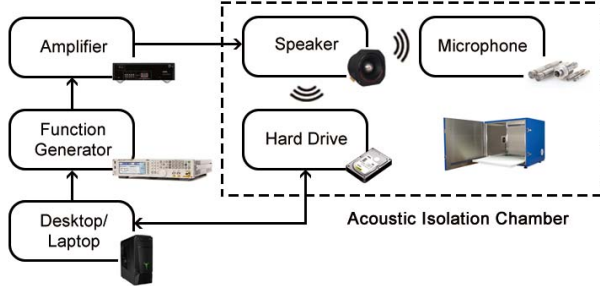 Amplifier
Speaker
Microphone
Function
Generator
Hard Drive
Desktop/
Laptop
Acoustic Isolation Chamber